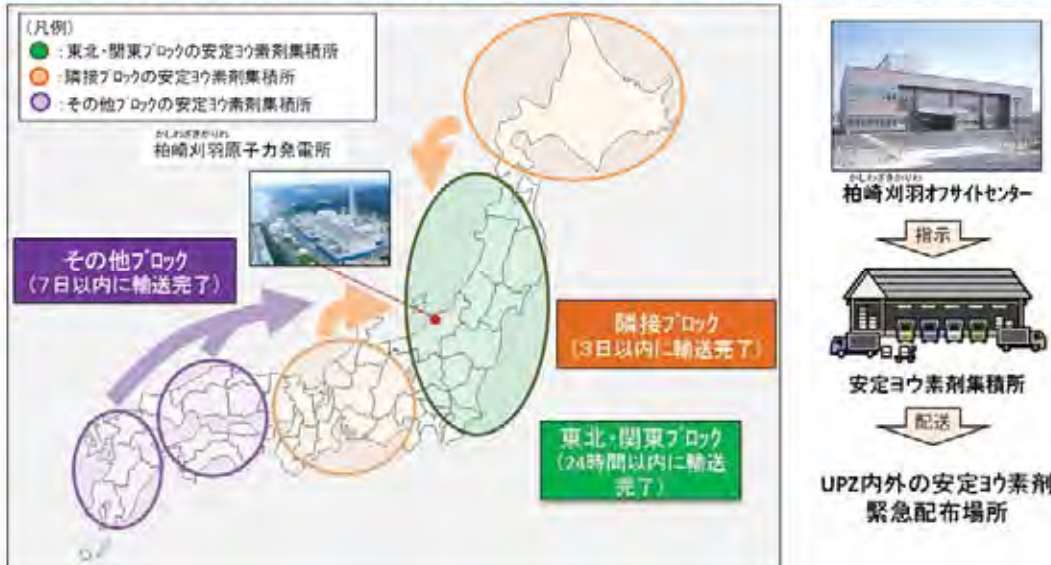 (凡例)
:東北・関東ブロックの安定ヨウ素剤集積所
:隣接ブロックの安定ヨウ素剤集積所
:その他ブロックの安定ヨウ素剤集積所
かしわざきかりわ
柏崎刈羽原子力発電所
その他ブロック
(7日以内に輸送完了)
隣接ブロック
(3日以内に輸送完了)
東北・関東ブロック
(24時間以内に輸送
完了)
かしわざきかりわ
柏崎刈羽オフサイトセンター
指示
安定ヨウ素剤集積所
配送
UPZ内外の安定ヨウ素剤
緊急配布場所